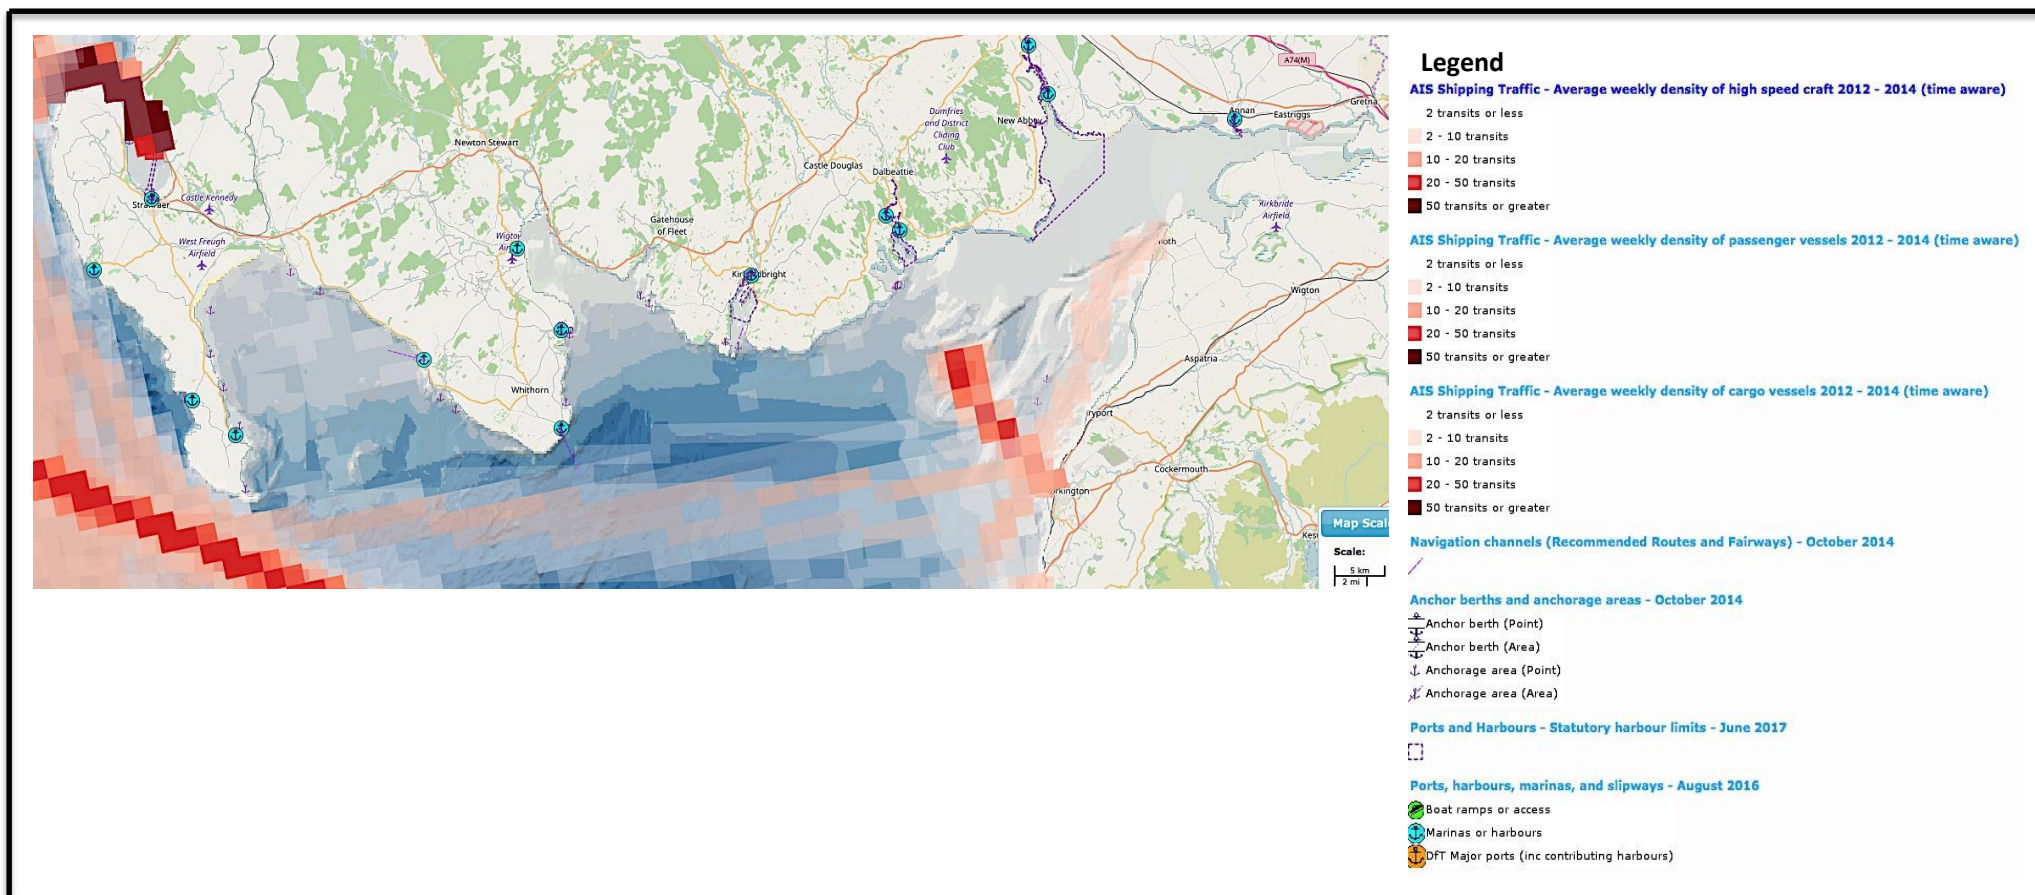 A74(M)
Gretna
Annan
Eastriggs
Dumfries
and District
Gliding
Club
New Abbey
Newton Stewart
Castle Douglas
Dalbeattie
Castle Kennedy
Stranraer
Kirkbride
Airfield
Gatehouse
of Fleet
West Freugh
Airfield
Kirkcudbright
Wigton
Aspatria
Whithorn
Cockermouth
Map Scale
Scale:
5 km
2 mi
Legend
AIS Shipping Traffic - Average weekly density of high speed craft 2012 - 2014 (time aware)
2 transits or less
2 - 10 transits
10 - 20 transits
20 - 50 transits
50 transits or greater
AIS Shipping Traffic - Average weekly density of passenger vessels 2012 - 2014 (time aware)
2 transits or less
2 - 10 transits
10 - 20 transits
20 - 50 transits
50 transits or greater
AIS Shipping Traffic - Average weekly density of cargo vessels 2012 - 2014 (time aware)
2 transits or less
2 - 10 transits
10 - 20 transits
20 - 50 transits
50 transits or greater
Navigation channels (Recommended Routes and Fairways) - October 2014
Anchor berths and anchorage areas - October 2014
Anchor berth (Point)
Anchor berth (Area)
Anchorage area (Point)
Anchorage area (Area)
Ports and Harbours - Statutory harbour limits - June 2017
Ports, harbours, marinas, and slipways - August 2016
Boat ramps or access
Marinas or harbours
DfT Major ports (inc contributing harbours)